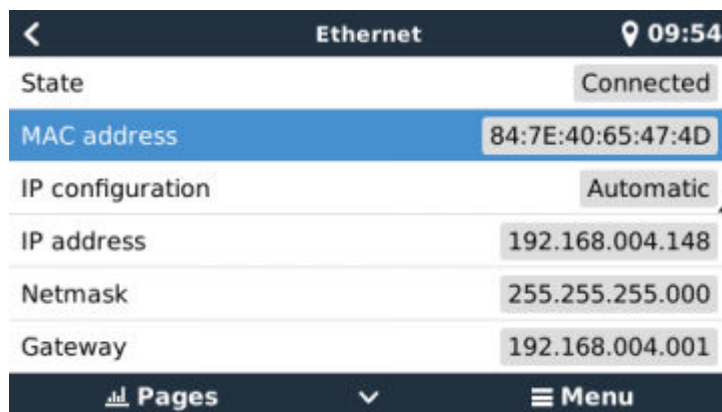 Ethernet 09:54
State Connected
MAC address 84:7E:40:65:47:4D
IP configuration Automatic
IP address 192.168.004.148
Netmask 255.255.255.000
Gateway 192.168.004.001
Pages Menu